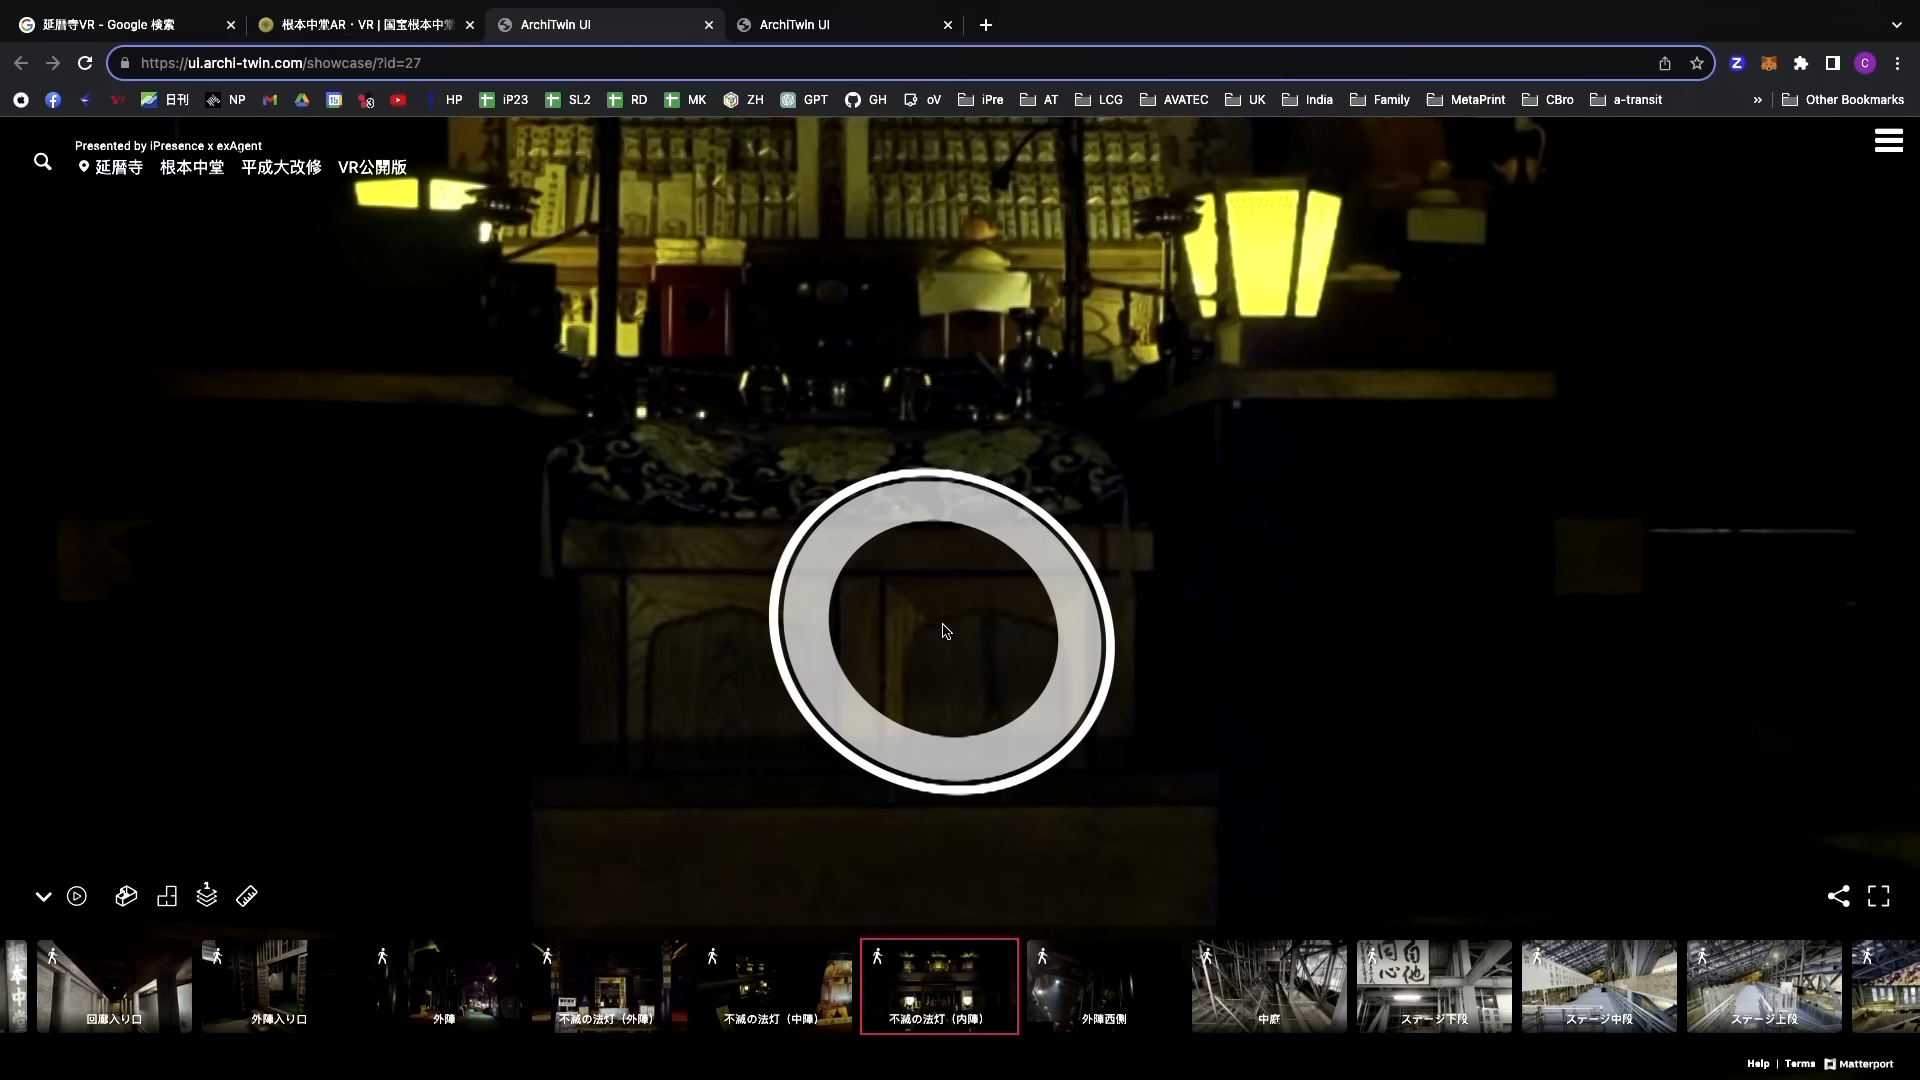 延暦寺VR - Google 検索
根本中堂AR・VR | 国宝根本中堂
ArchiTwin UI
ArchiTwin UI
https://ui.archi-twin.com/showcase/?id=27
Z
C
日刊
NP
15
HP
iP23
SL2
RD
MK
ZH
GPT
GH
oV
iPre
AT
LCG
AVATEC
UK
India
Family
MetaPrint
CBro
a-transit
»
Other Bookmarks
Presented by iPresence x exAgent
延暦寺 根本中堂 平成大改修 VR公開版
1
根本中堂
回廊入り口
外陣入り口
外陣
不滅の法灯（外陣）
不滅の法灯（中陣）
不滅の法灯（内陣）
外陣西側
中庭
ステージ下段
ステージ中段
ステージ上段
Help | Terms Matterport